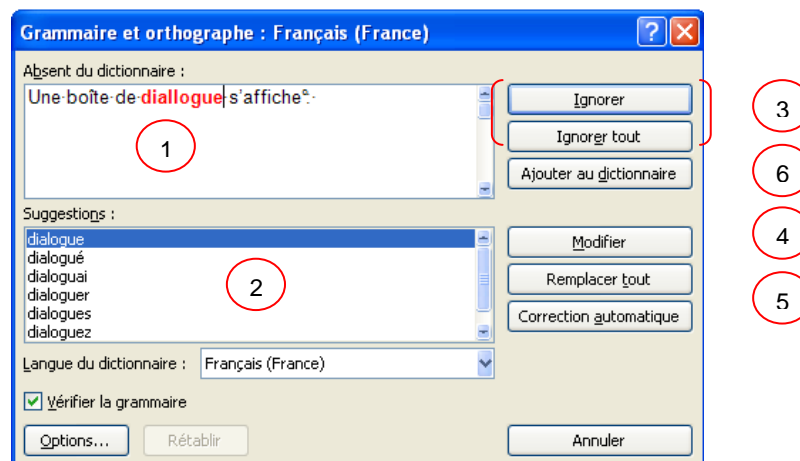 Grammaire et orthographe : Français (France)
Absent du dictionnaire :
Une·boîte·de·diallogue·s'affiche°:·
1
Ignorer
Ignorer tout
3
Ajouter au dictionnaire
6
Suggestions :
dialogue
dialogué
dialoguai
dialoguer
dialogues
dialoguez
2
Modifier
4
Remplacer tout
Correction automatique
5
Langue du dictionnaire :
Français (France)
Vérifier la grammaire
Options...
Rétablir
Annuler